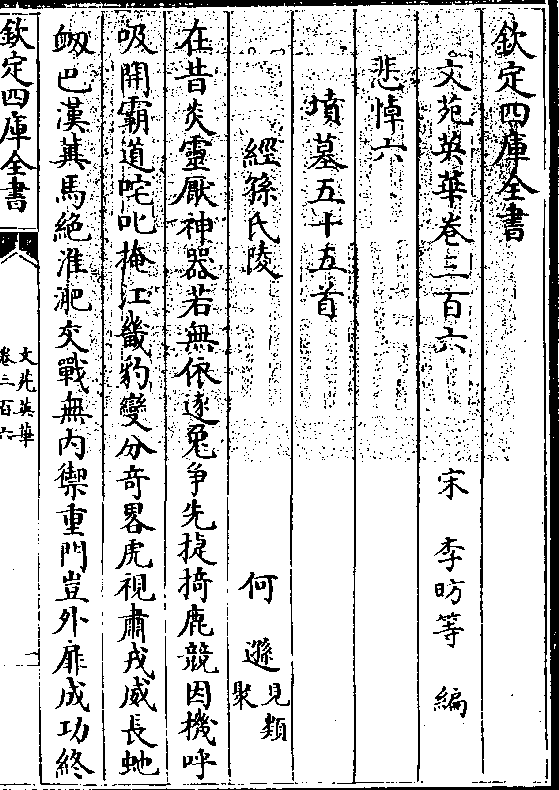 欽定四庫全書
文苑英華卷三百六
宋 李昉等 編
悲悼六
墳墓五十五首
經孫氏陵
何 遜 見類聚
在昔炎靈厭神器若無依逐兔争先捷掎鹿競因機呼
吸開霸道咤叱掩江畿豹變分奇畧虎視肅戎威長虵
衂巴漢驥馬絶淮淝交戰無内禦重門豈外扉成功終
欽定四庫全書
文苑英華
卷三百六
一